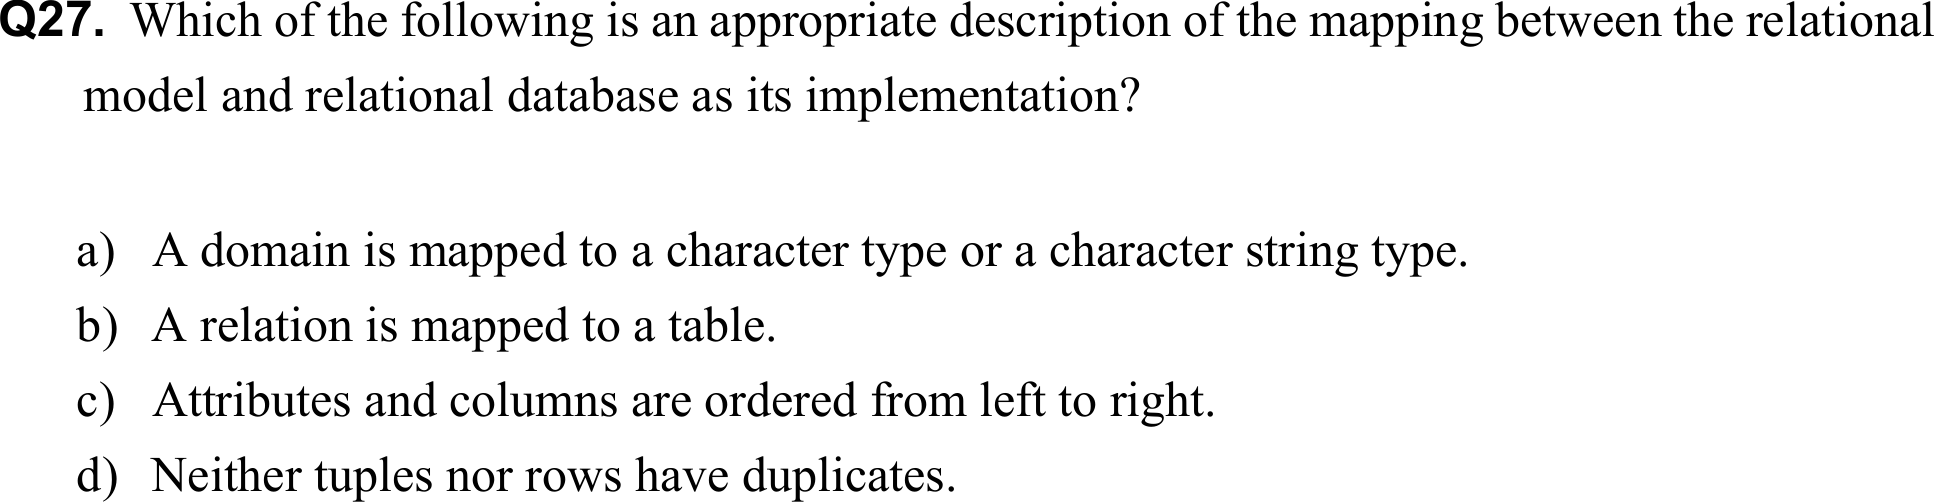 Q27. Which of the following is an appropriate description of the mapping between the relational
model and relational database as its implementation?
a) A domain is mapped to a character type or a character string type.
b) A relation is mapped to a table.
c) Attributes and columns are ordered from left to right.
d) Neither tuples nor rows have duplicates.